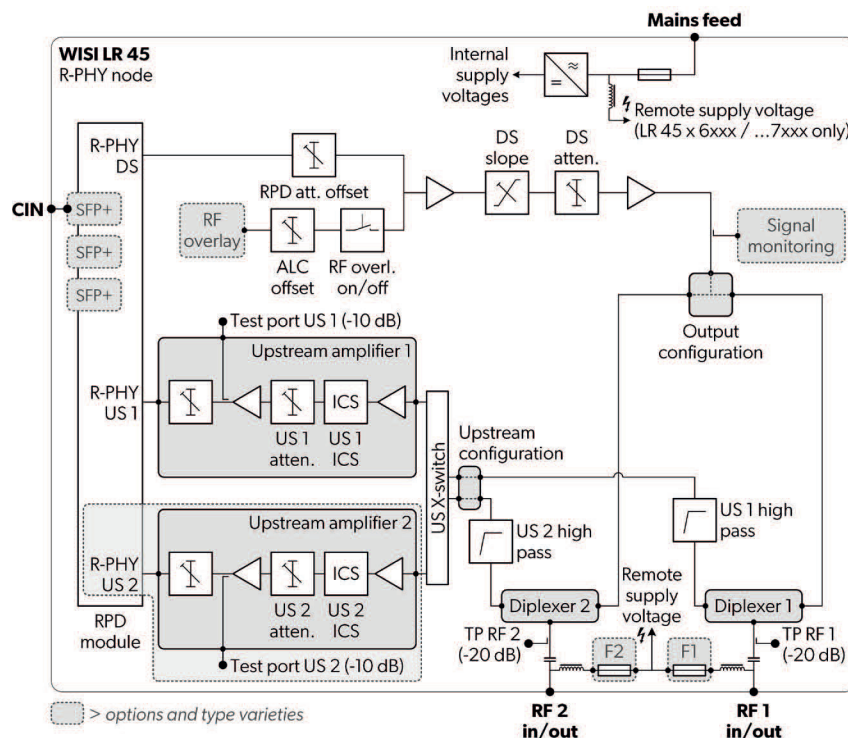 Mains feed
WISI LR 45
R-PHY node
Internal
supply
voltages
Remote supply voltage
(LR 45 x 6xxx / ...7xxx only)
R-PHY
DS
RPD att. offset
DS
slope
DS
atten.
CIN
SFP+
SFP+
SFP+
RF
overlay
ALC
offset
RF overl.
on/off
Signal
monitoring
Output
configuration
Test port US 1 (-10 dB)
Upstream amplifier 1
R-PHY
US 1
ICS
US 1
atten.
US 1
ICS
US X-switch
Upstream
configuration
US 2 high
pass
US 1 high
pass
Upstream amplifier 2
R-PHY
US 2
ICS
US 2
atten.
US 2
ICS
RPD
module
Test port US 2 (-10 dB)
Diplexer 2
Remote
supply
voltage
Diplexer 1
TP RF 2
(-20 dB)
F2
F1
TP RF 1
(-20 dB)
> options and type varieties
RF 2
in/out
RF 1
in/out